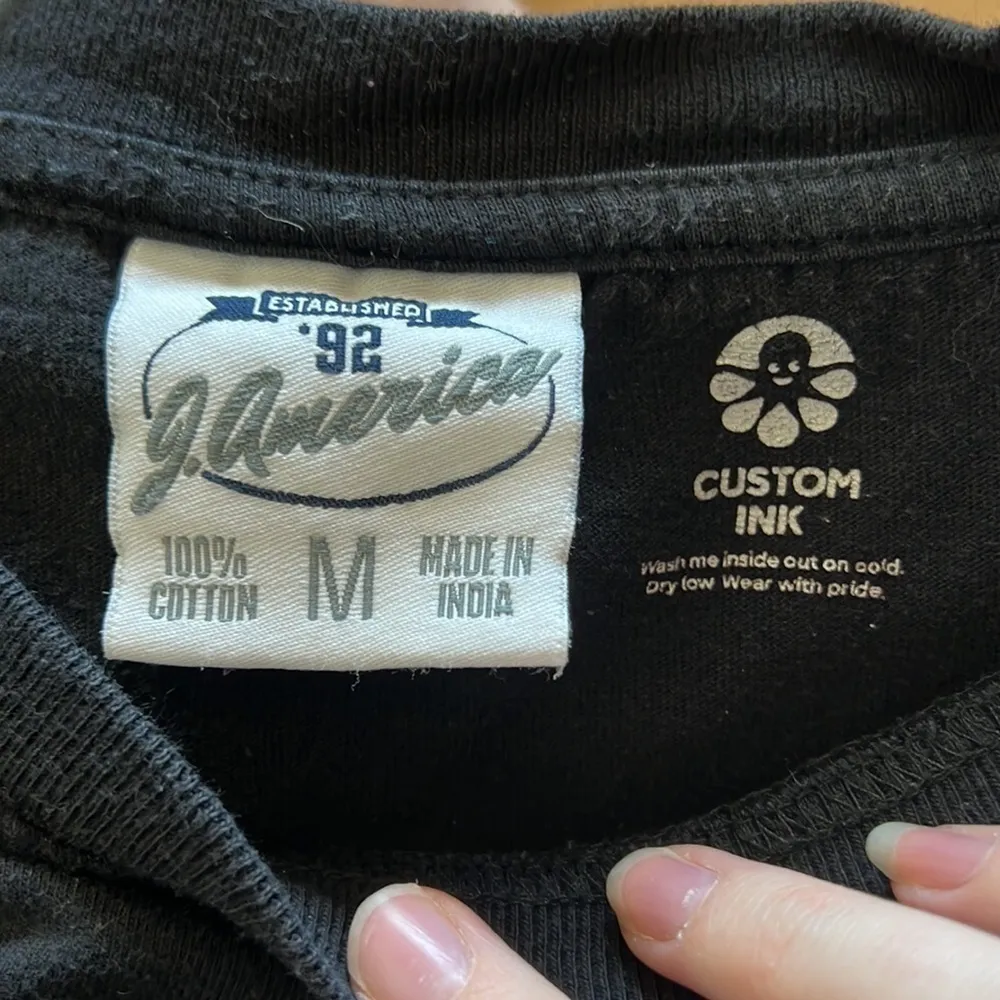 ESTABLISHED
'92
J. America
100% COTTON
M
MADE IN INDIA
CUSTOM
INK
Wash me inside out on cold.
Dry low Wear with pride.